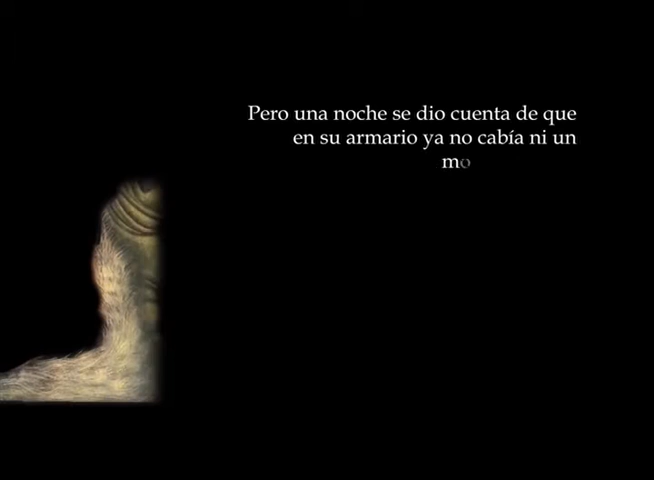 Pero una noche se dio cuenta de que
en su armario ya no cabía ni un
mo